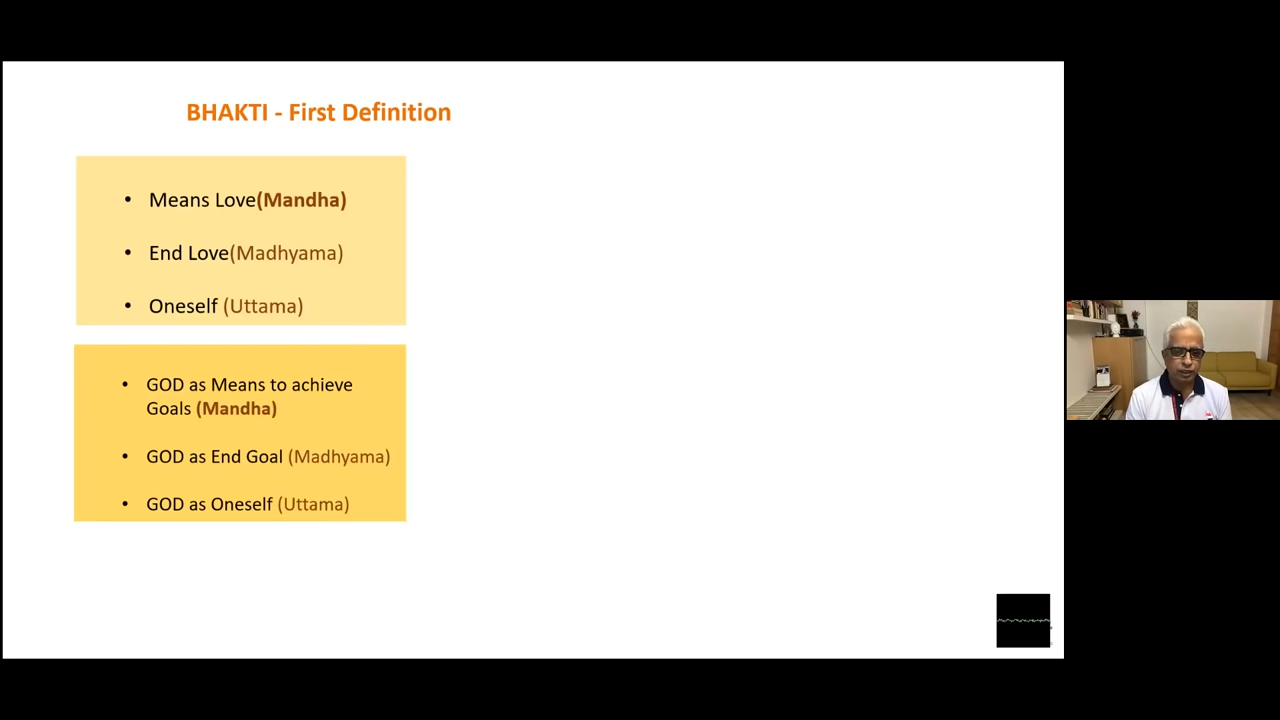 BHAKTI - First Definition
• Means Love(Mandha)
• End Love(Madhyama)
• Oneself (Uttama)
• GOD as Means to achieve
Goals (Mandha)
• GOD as End Goal (Madhyama)
• GOD as Oneself (Uttama)